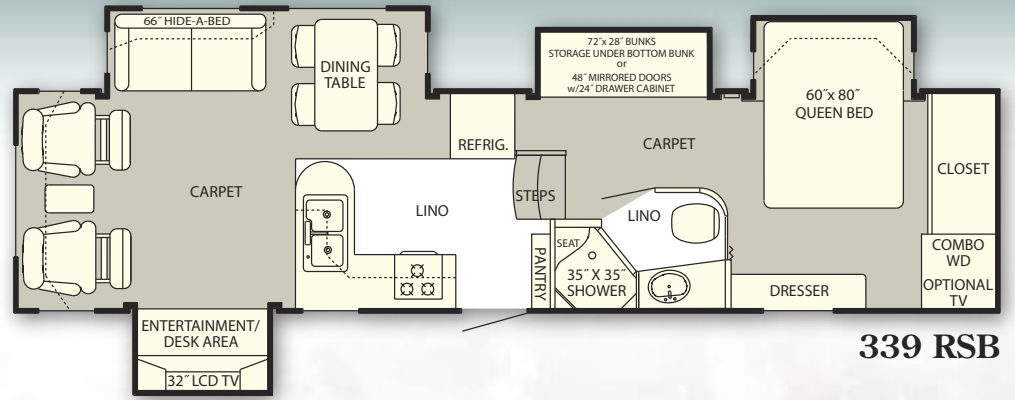 66″ HIDE-A-BED
DINING
TABLE
72″x 28″ BUNKS
STORAGE UNDER BOTTOM BUNK
or
48″ MIRRORED DOORS
w/24″ DRAWER CABINET
60″x 80″
QUEEN BED
REFRIG.
CARPET
CLOSET
CARPET
LINO
STEPS
LINO
SEAT
35″ X 35″
SHOWER
PANTRY
COMBO
WD
OPTIONAL
TV
DRESSER
ENTERTAINMENT/
DESK AREA
32″ LCD TV
339 RSB